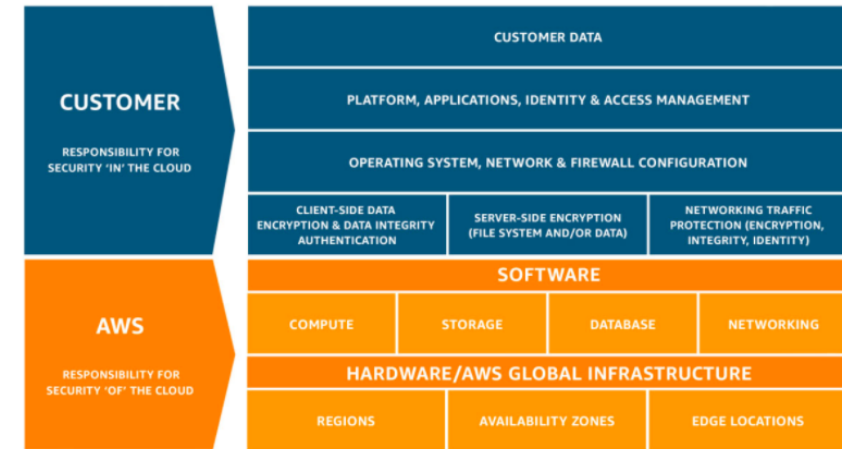 CUSTOMER
RESPONSIBILITY FOR
SECURITY ‘IN’ THE CLOUD
CUSTOMER DATA
PLATFORM, APPLICATIONS, IDENTITY & ACCESS MANAGEMENT
OPERATING SYSTEM, NETWORK & FIREWALL CONFIGURATION
CLIENT-SIDE DATA
ENCRYPTION & DATA INTEGRITY
AUTHENTICATION
SERVER-SIDE ENCRYPTION
(FILE SYSTEM AND/OR DATA)
NETWORKING TRAFFIC
PROTECTION (ENCRYPTION,
INTEGRITY, IDENTITY)
AWS
RESPONSIBILITY FOR
SECURITY ‘OF’ THE CLOUD
SOFTWARE
COMPUTE
STORAGE
DATABASE
NETWORKING
HARDWARE/AWS GLOBAL INFRASTRUCTURE
REGIONS
AVAILABILITY ZONES
EDGE LOCATIONS